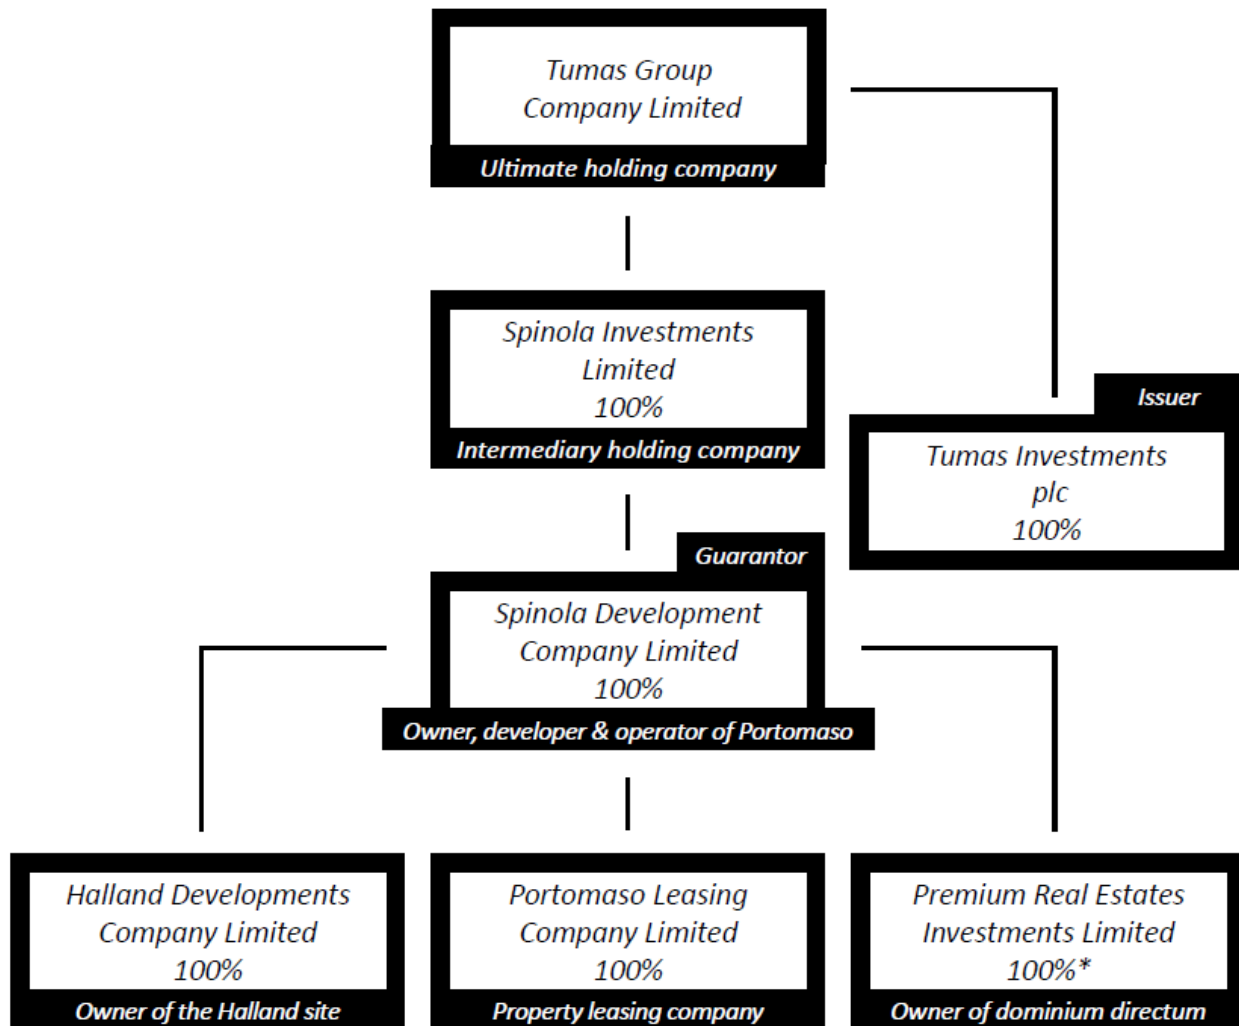 Tumas Group
Company Limited
Ultimate holding company
Spinola Investments
Limited
100%
Intermediary holding company
Issuer
Tumas Investments
plc
100%
Guarantor
Spinola Development
Company Limited
100%
Owner, developer & operator of Portomaso
Halland Developments
Company Limited
100%
Owner of the Halland site
Portomaso Leasing
Company Limited
100%
Property leasing company
Premium Real Estates
Investments Limited
100%*
Owner of dominium directum